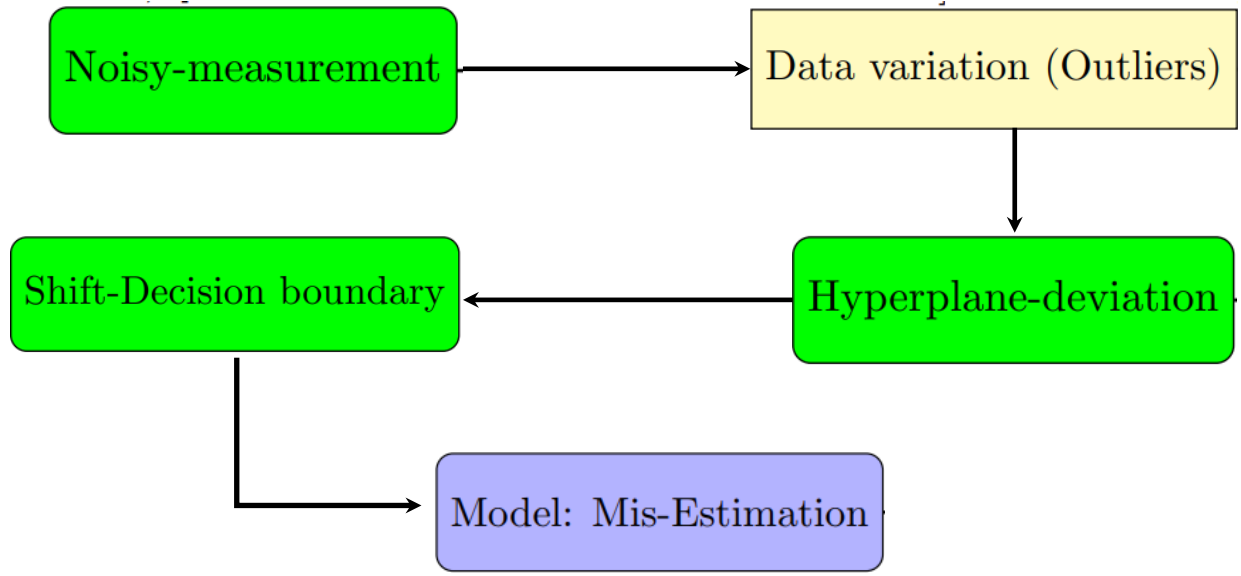 Noisy-measurement
Data variation (Outliers)
Shift-Decision boundary
Hyperplane-deviation
Model: Mis-Estimation